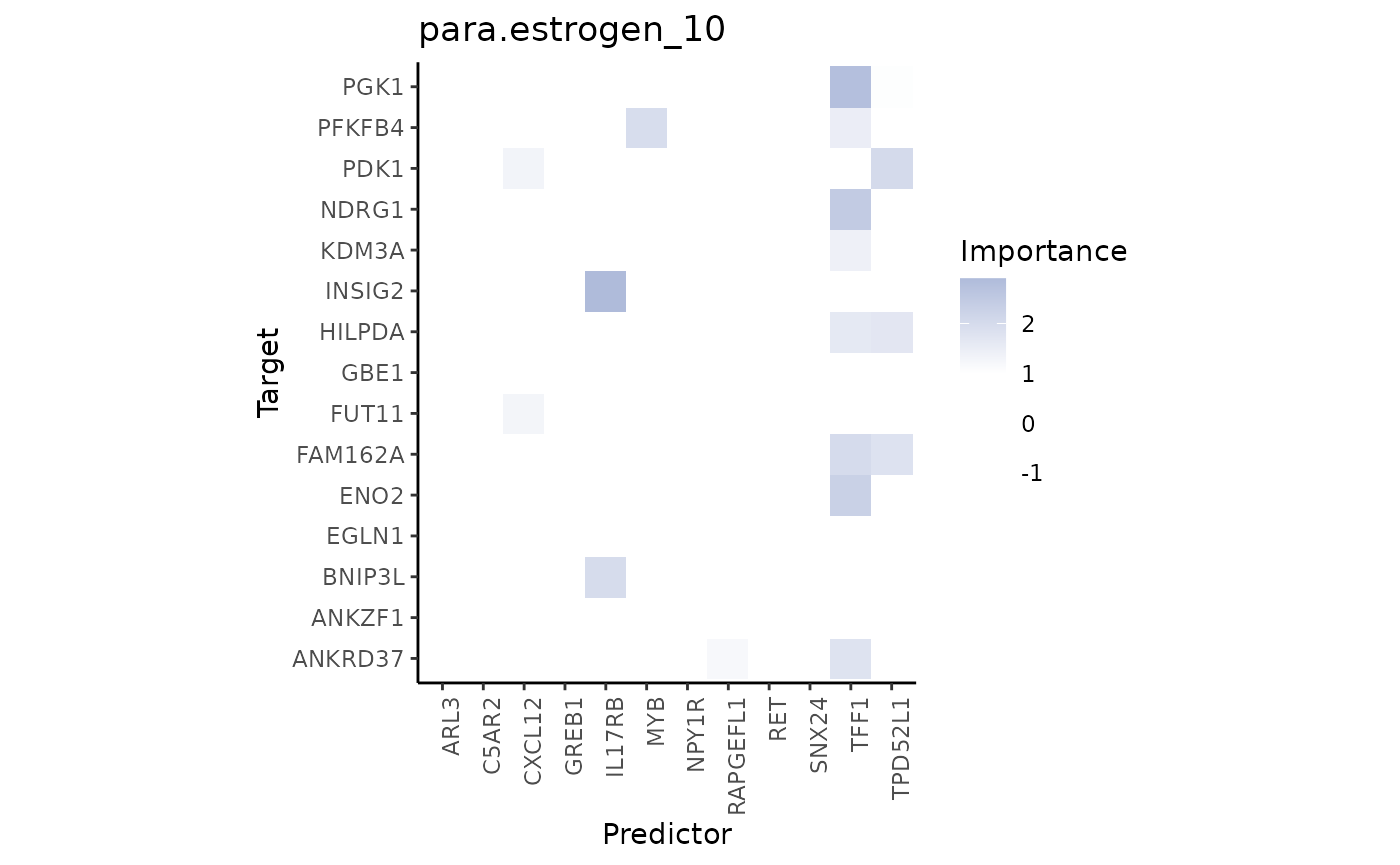 para.estrogen_10
PGK1
PFKFB4
PDK1
NDRG1
KDM3A
INSIG2
HILPDA
GBE1
FUT11
FAM162A
ENO2
EGLN1
BNIP3L
ANKZF1
ANKRD37
Target
ARL3
C5AR2
CXCL12
GREB1
IL17RB
MYB
NPY1R
RAPGEFL1
RET
SNX24
TFF1
TPD52L1
Predictor
Importance
2
1
0
-1